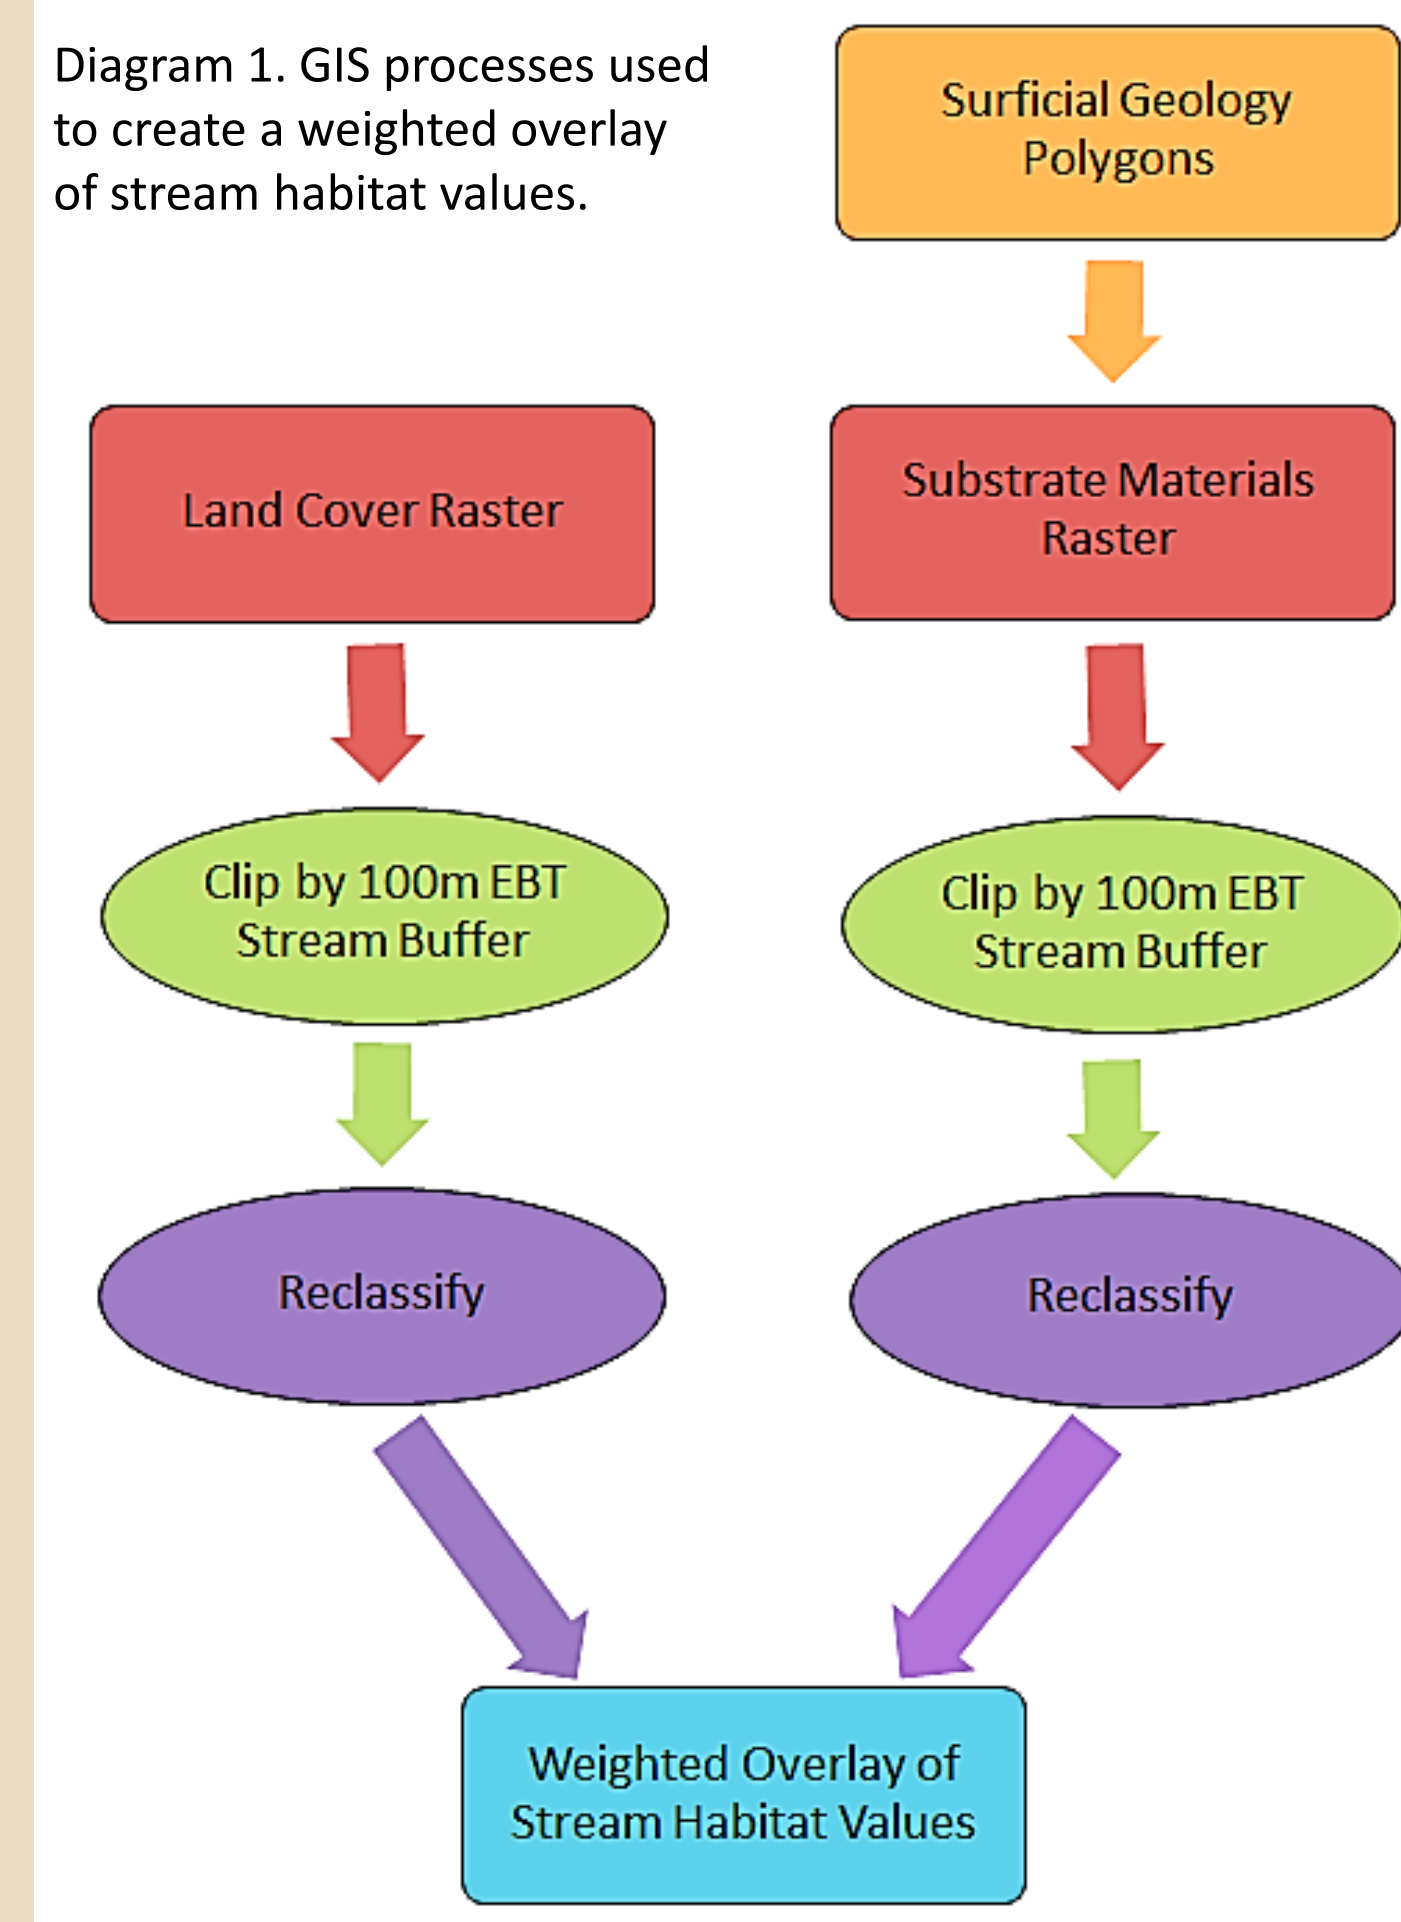 Diagram 1. GIS processes used
to create a weighted overlay
of stream habitat values.
Surficial Geology
Polygons
Land Cover Raster
Substrate Materials
Raster
Clip by 100m EBT
Stream Buffer
Clip by 100m EBT
Stream Buffer
Reclassify
Reclassify
Weighted Overlay of
Stream Habitat Values